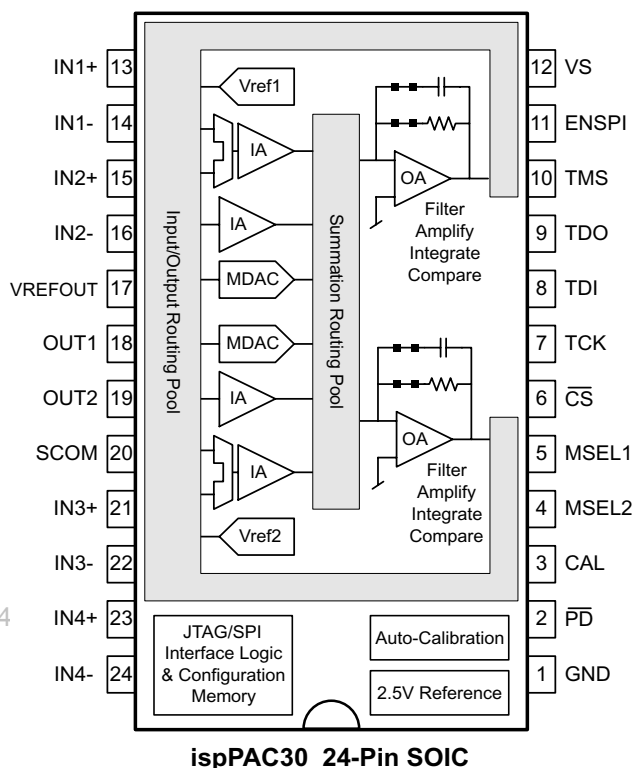 IN1+ 13
IN1- 14
IN2+ 15
IN2- 16
VREFOUT 17
OUT1 18
OUT2 19
SCOM 20
IN3+ 21
IN3- 22
4
IN4+ 23
IN4- 24
Input/Output Routing Pool
Vref1
IA
IA
MDAC
MDAC
IA
IA
Vref2
Summation Routing Pool
OA
Filter
Amplify
Integrate
Compare
OA
Filter
Amplify
Integrate
Compare
JTAG/SPI
Interface Logic
& Configuration
Memory
Auto-Calibration
2.5V Reference
12 VS
11 ENSPI
10 TMS
9 TDO
8 TDI
7 TCK
6 CS
5 MSEL1
4 MSEL2
3 CAL
2 PD
1 GND
ispPAC30 24-Pin SOIC